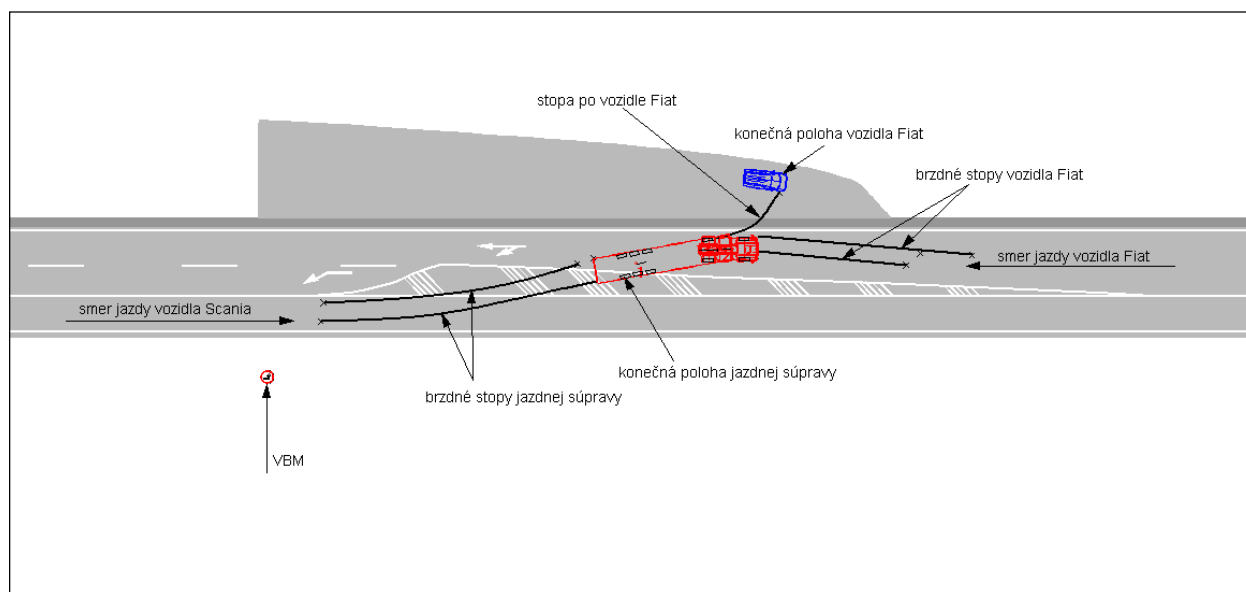 stopa po vozidle Fiat
konečná poloha vozidla Fiat
brzdné stopy vozidla Fiat
smer jazdy vozidla Fiat
smer jazdy vozidla Scania
konečná poloha jazdnej súpravy
brzdné stopy jazdnej súpravy
VBM